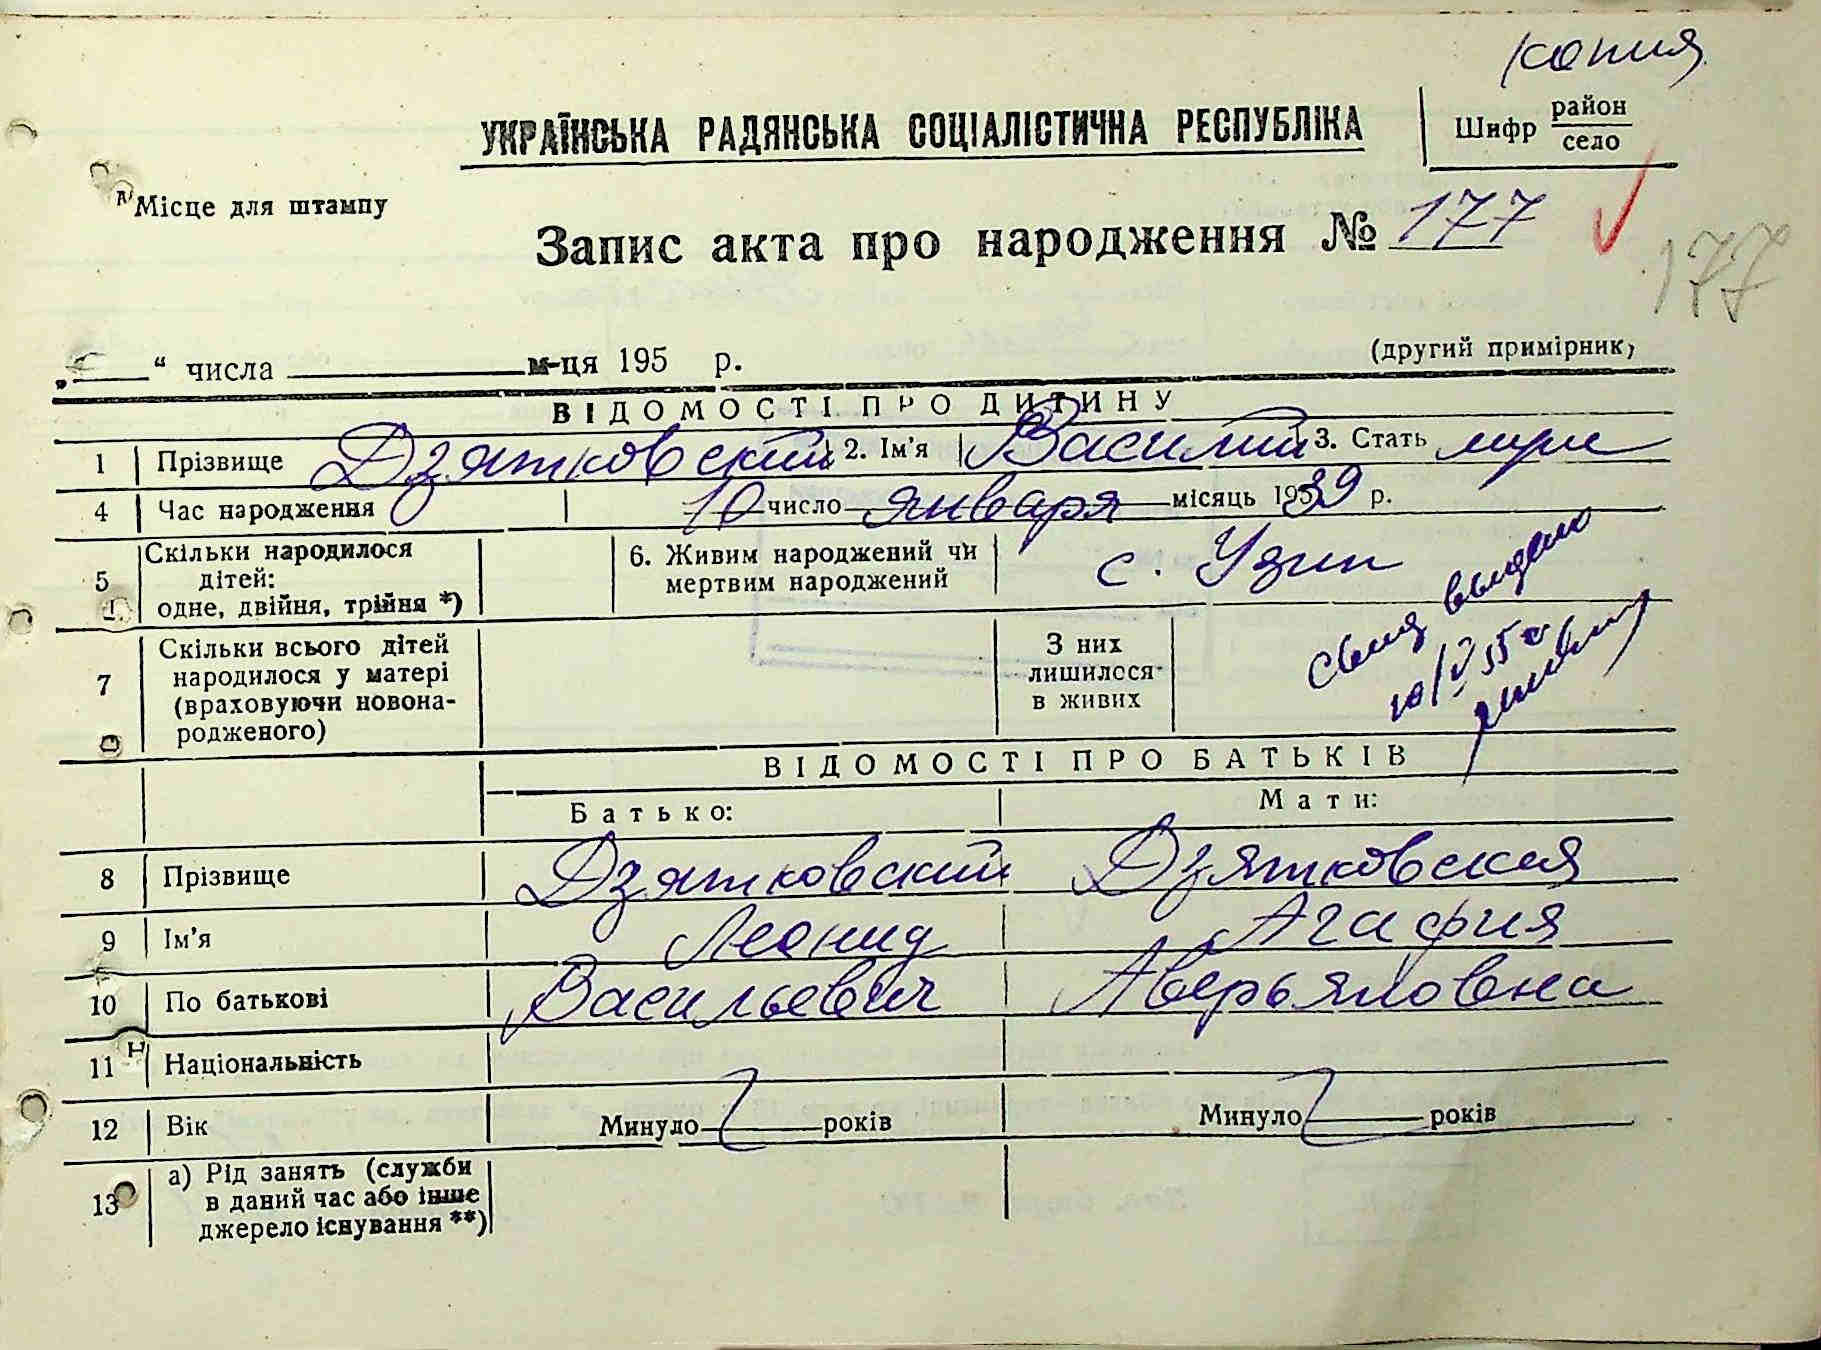 копия
УКРАЇНСЬКА РАДЯНСЬКА СОЦІАЛІСТИЧНА РЕСПУБЛІКА
Шифр район
село
Місце для штампу
Запис акта про народження № 177
177
„ “ числа м-ця 195 р.
(другий примірник)
ВІДОМОСТІ ПРО ДИТИНУ
1 Прізвище Дзятковский 2. Ім'я Василий 3. Стать муж
4 Час народження 10 число января місяць 1939 р.
5 Скільки народилося дітей: одне, двійня, трійня *) 6. Живим народжений чи мертвим народжений с. Узин
свид выдано
10/V 55 г
7 Скільки всього дітей народилося у матері (враховуючи новонародженого) З них лишилося в живих
ВІДОМОСТІ ПРО БАТЬКІВ
Батько: Мати:
8 Прізвище Дзятковский Дзятковская
9 Ім'я Леонид Агафия
10 По батькові Васильевич Аверьяновна
11 Національність
12 Вік Минуло років Минуло років
13 а) Рід занять (служби в даний час або інше джерело існування **)